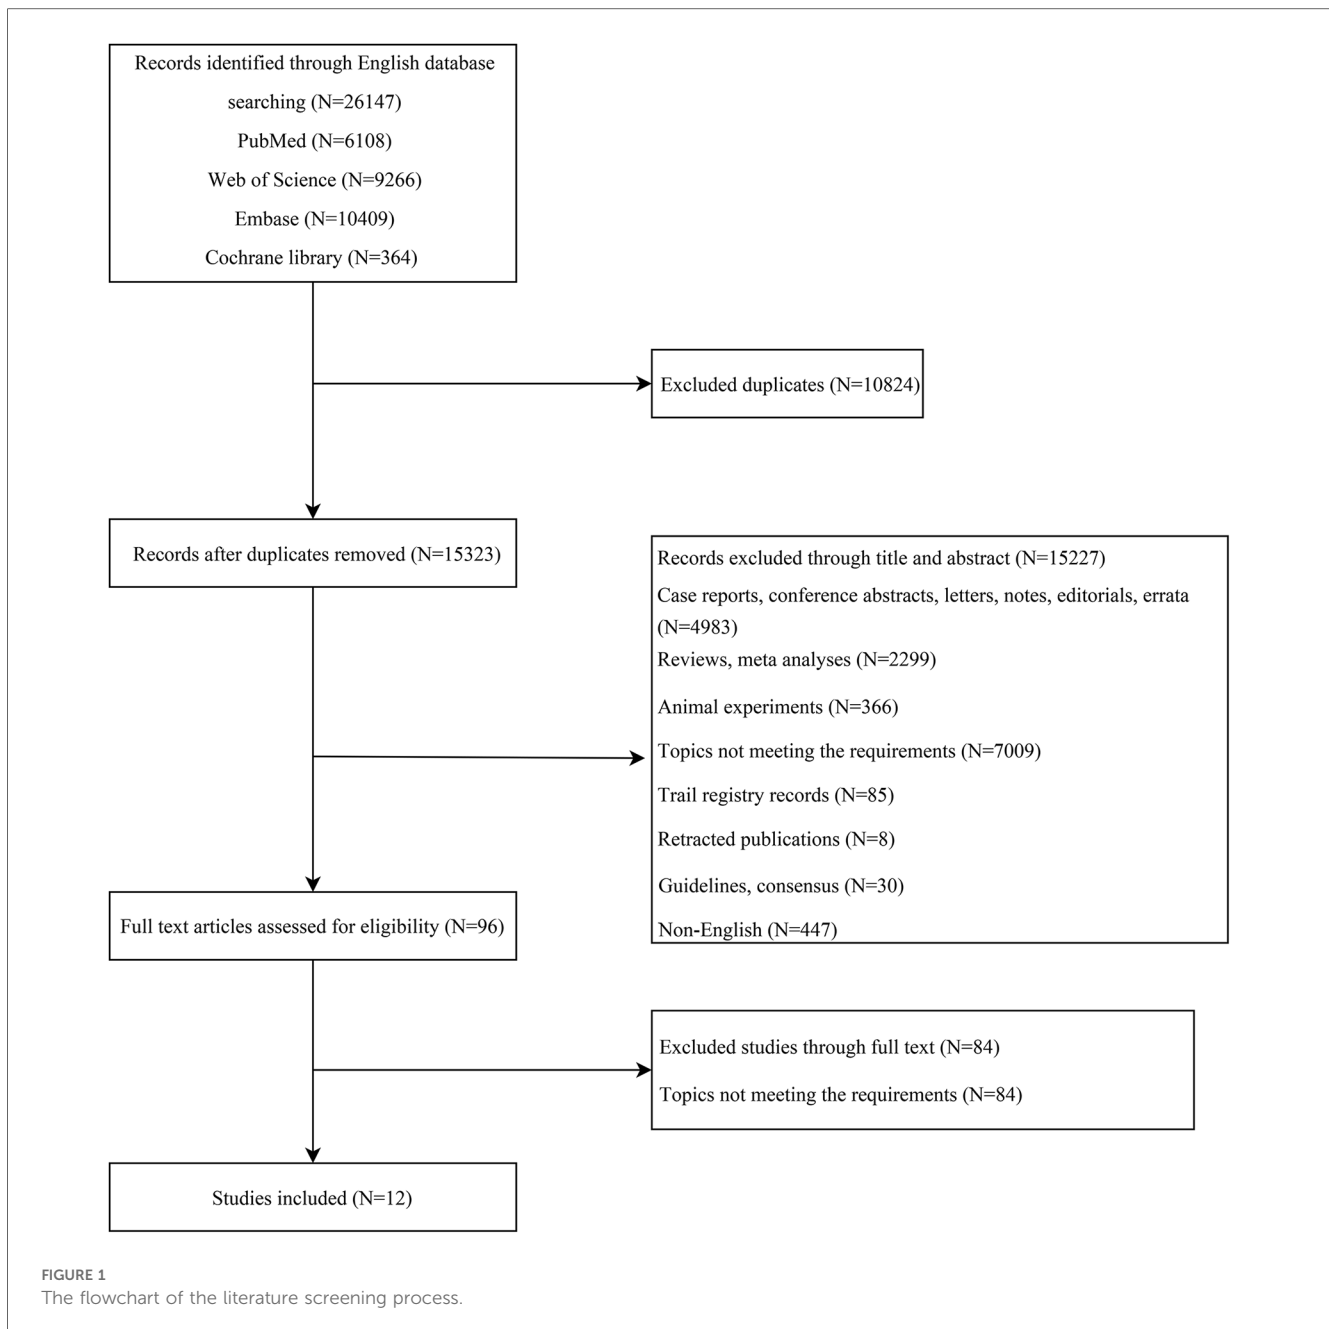 Records identified through English database
searching (N=26147)
PubMed (N=6108)
Web of Science (N=9266)
Embase (N=10409)
Cochrane library (N=364)
Excluded duplicates (N=10824)
Records after duplicates removed (N=15323)
Records excluded through title and abstract (N=15227)
Case reports, conference abstracts, letters, notes, editorials, errata
(N=4983)
Reviews, meta analyses (N=2299)
Animal experiments (N=366)
Topics not meeting the requirements (N=7009)
Trail registry records (N=85)
Retracted publications (N=8)
Guidelines, consensus (N=30)
Non-English (N=447)
Full text articles assessed for eligibility (N=96)
Excluded studies through full text (N=84)
Topics not meeting the requirements (N=84)
Studies included (N=12)
FIGURE 1
The flowchart of the literature screening process.